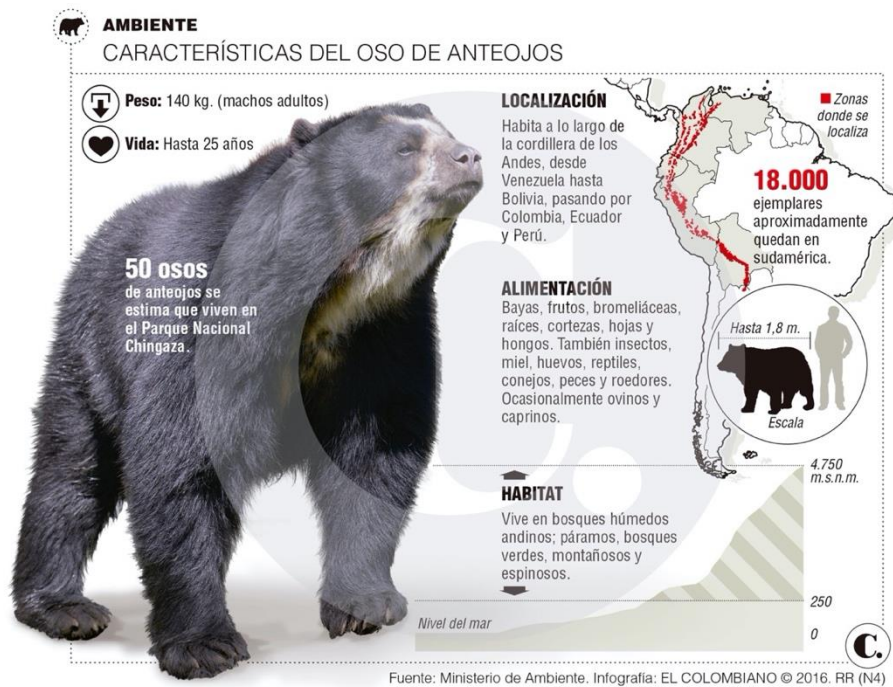 AMBIENTE
CARACTERÍSTICAS DEL OSO DE ANTEOJOS
Peso: 140 kg. (machos adultos)
Vida: Hasta 25 años
50 osos
de anteojos se
estima que viven en
el Parque Nacional
Chingaza.
LOCALIZACIÓN
Habita a lo largo de
la cordillera de los
Andes, desde
Venezuela hasta
Bolivia, pasando por
Colombia, Ecuador
y Perú.
Zonas
donde se
localiza
18.000
ejemplares
aproximadamente
quedan en
sudamérica.
ALIMENTACIÓN
Bayas, frutos, bromeliáceas,
raíces, cortezas, hojas y
hongos. También insectos,
miel, huevos, reptiles,
conejos, peces y roedores.
Ocasionalmente ovinos y
caprinos.
Hasta 1,8 m.
Escala
HABITAT
Vive en bosques húmedos
andinos; páramos, bosques
verdes, montañosos y
espinosos.
4.750
m.s.n.m.
250
Nivel del mar
0
C.
Fuente: Ministerio de Ambiente. Infografía: EL COLOMBIANO © 2016. RR (N4)